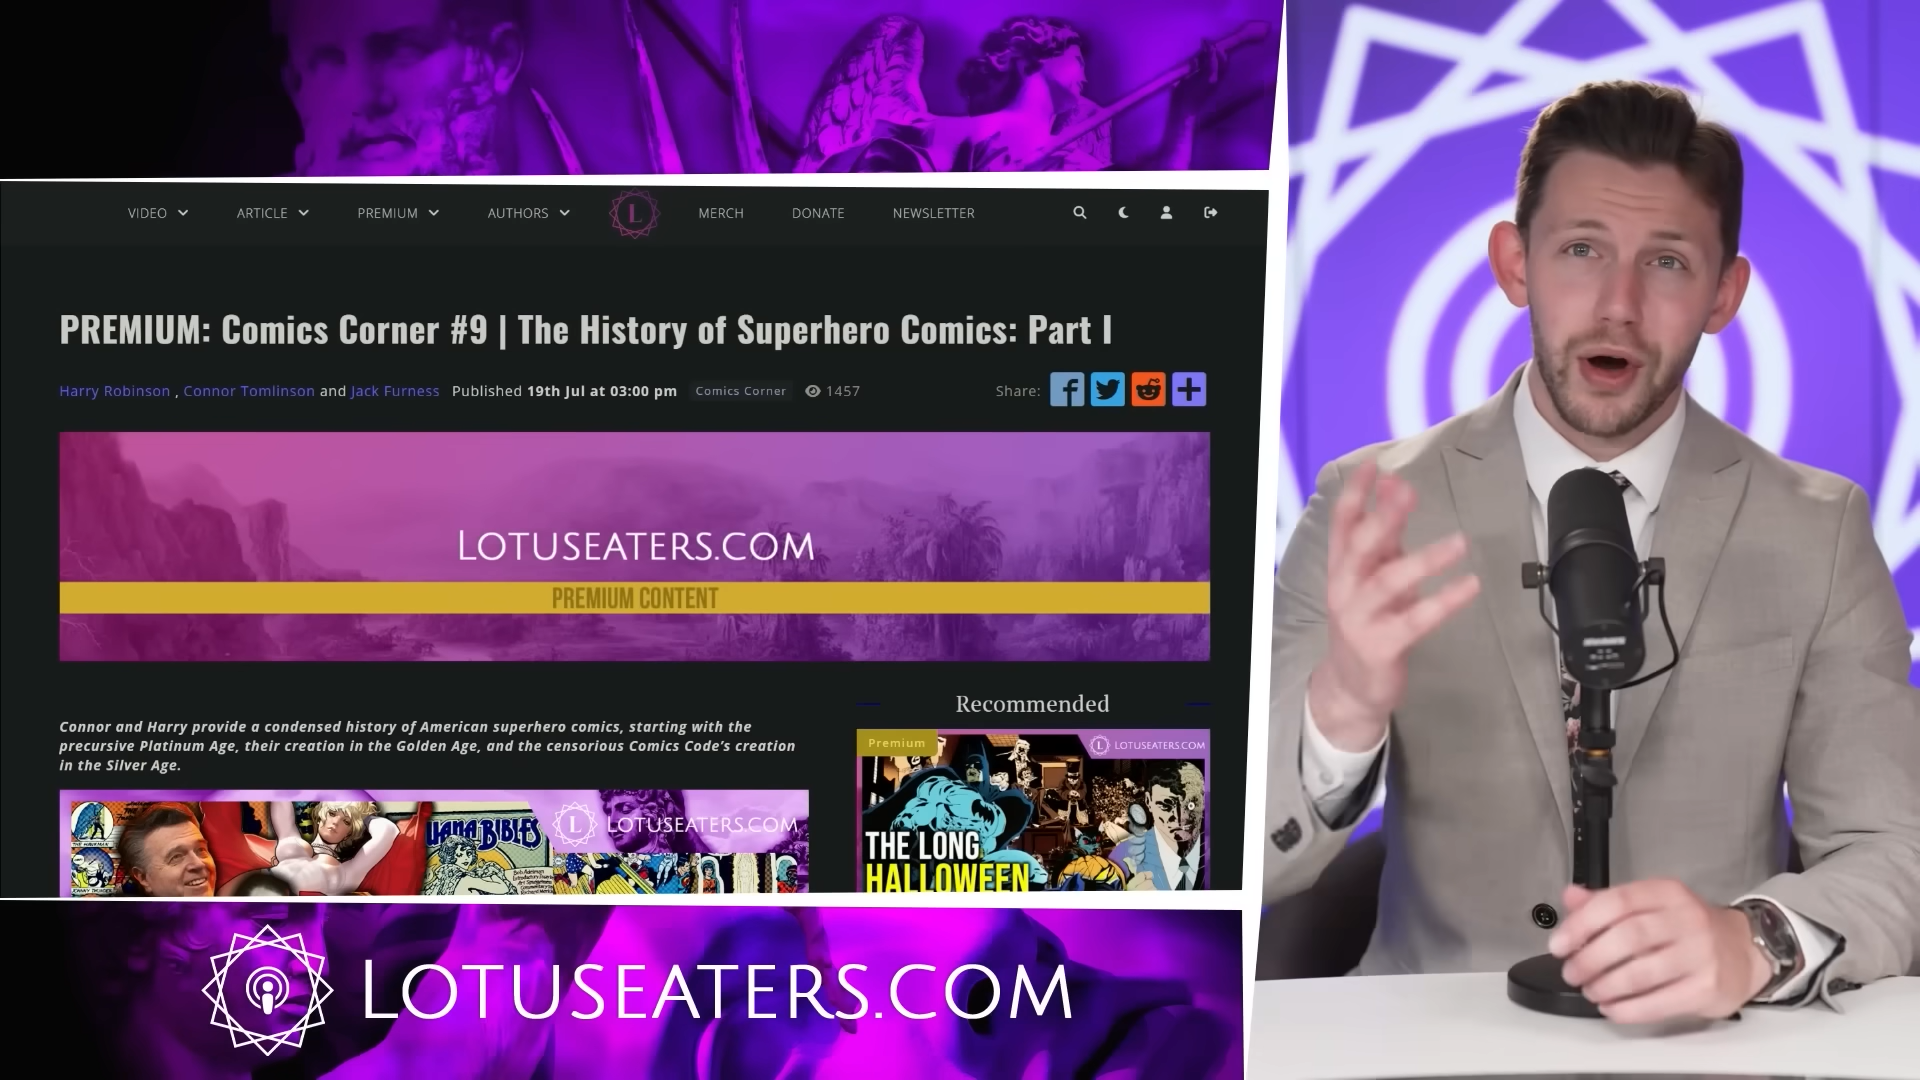 VIDEO ARTICLE PREMIUM AUTHORS L MERCH DONATE NEWSLETTER
PREMIUM: Comics Corner #9 | The History of Superhero Comics: Part I
Harry Robinson , Connor Tomlinson and Jack Furness Published 19th Jul at 03:00 pm Comics Corner 1457 Share:
LOTUSEATERS.COM
PREMIUM CONTENT
Connor and Harry provide a condensed history of American superhero comics, starting with the
precursive Platinum Age, their creation in the Golden Age, and the censorious Comics Code's creation
in the Silver Age.
THE HAWKMAN
JOHNNY THUNDER
L LOTUSEATERS.COM
Recommended
Premium
L LOTUSEATERS.COM
THE LONG
HALLOWEEN
LOTUSEATERS.COM